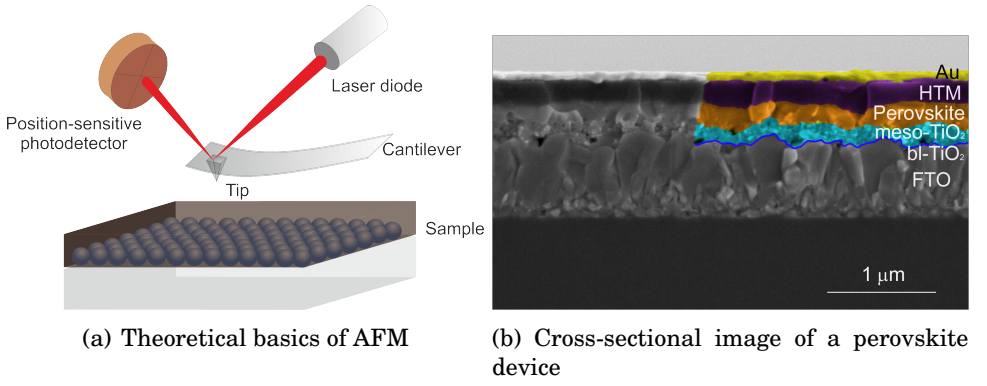 Laser diode
Position-sensitive
photodetector
Cantilever
Tip
Sample
(a) Theoretical basics of AFM
Au
HTM
Perovskite
meso-TiO₂
bl-TiO₂
FTO
1 μm
(b) Cross-sectional image of a perovskite
device